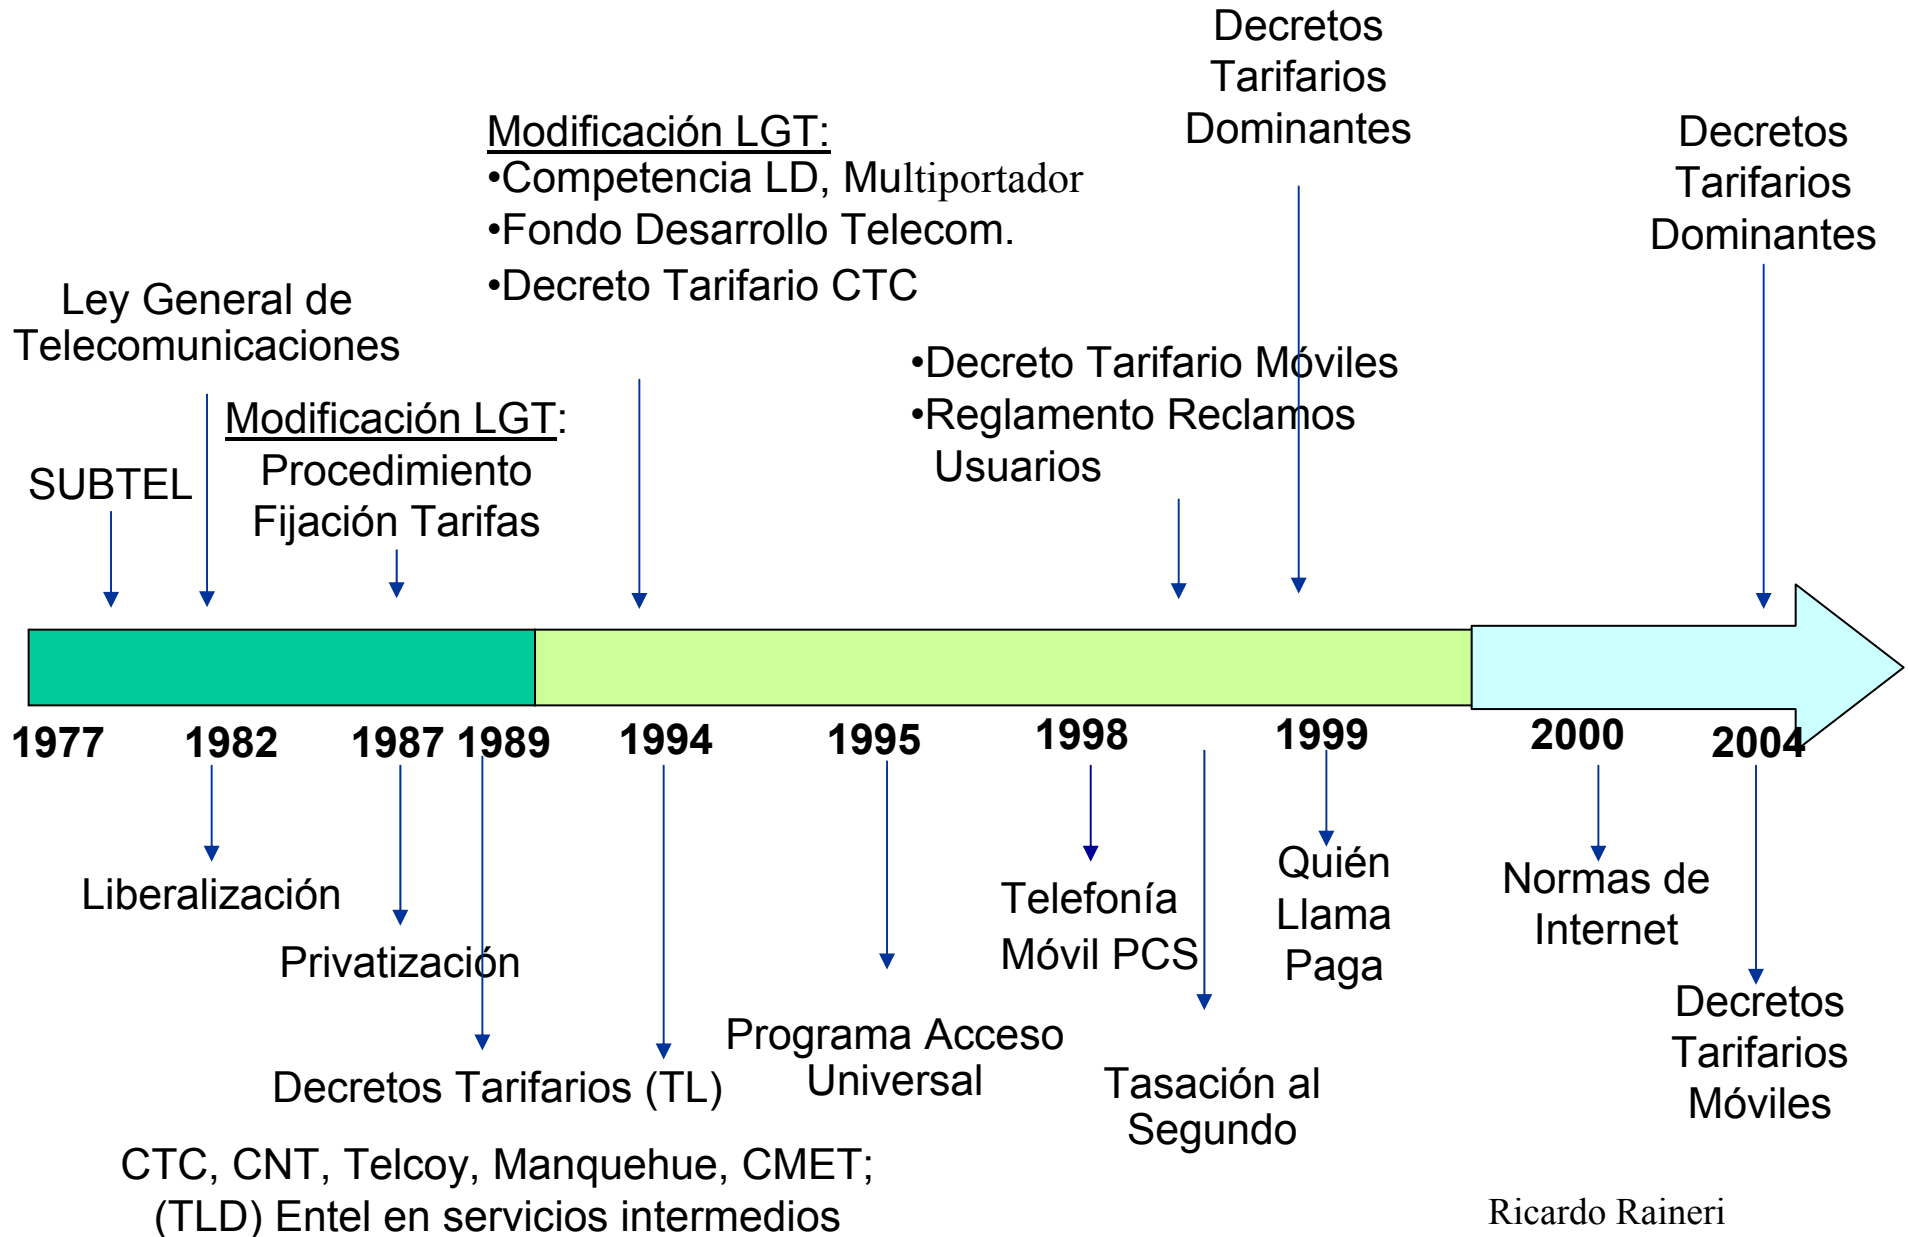 Decretos
Tarifarios
Dominantes
Modificación LGT:
•Competencia LD, Multiportador
•Fondo Desarrollo Telecom.
•Decreto Tarifario CTC
Decretos
Tarifarios
Dominantes
Ley General de
Telecomunicaciones
•Decreto Tarifario Móviles
•Reglamento Reclamos
Usuarios
Modificación LGT:
Procedimiento
Fijación Tarifas
SUBTEL
1977 1982 1987 1989 1994 1995 1998 1999 2000 2004
Liberalización
Privatización
Decretos Tarifarios (TL)
CTC, CNT, Telcoy, Manquehue, CMET;
(TLD) Entel en servicios intermedios
Programa Acceso
Universal
Telefonía
Móvil PCS
Tasación al
Segundo
Quién
Llama
Paga
Normas de
Internet
Decretos
Tarifarios
Móviles
Ricardo Raineri